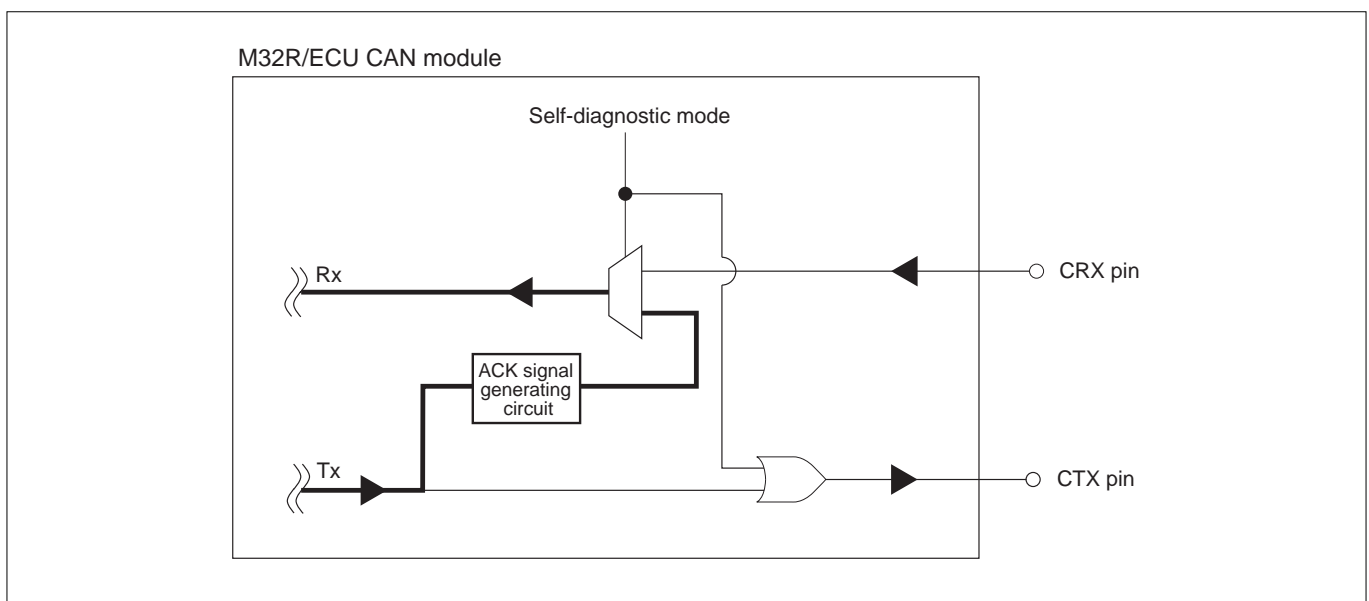 M32R/ECU CAN module
Self-diagnostic mode
Rx
CRX pin
ACK signal
generating
circuit
Tx
CTX pin